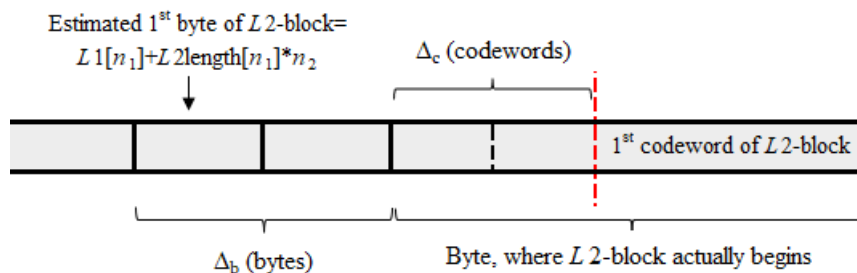 Estimated 1st byte of L2-block=
L1[n1]+L2length[n1]*n2
Δc (codewords)
1st codeword of L2-block
Δb (bytes)
Byte, where L2-block actually begins